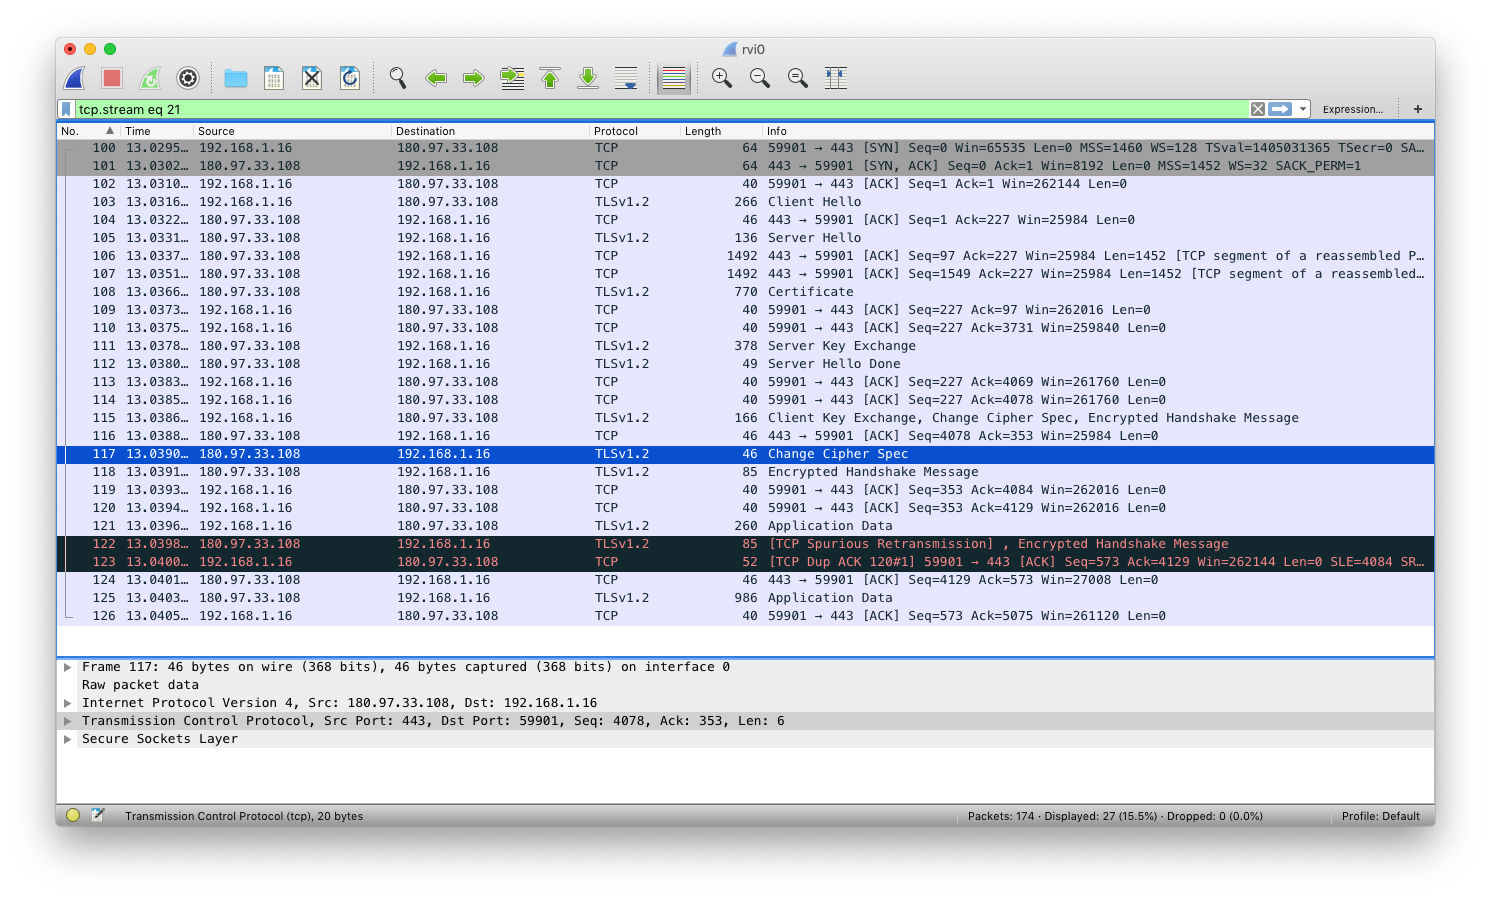 rvi0
tcp.stream eq 21
Expression...
+
No. Time Source Destination Protocol Length Info
100 13.0295... 192.168.1.16 180.97.33.108 TCP 64 59901 → 443 [SYN] Seq=0 Win=65535 Len=0 MSS=1460 WS=128 TSval=1405031365 TSecr=0 SA...
101 13.0302... 180.97.33.108 192.168.1.16 TCP 64 443 → 59901 [SYN, ACK] Seq=0 Ack=1 Win=8192 Len=0 MSS=1452 WS=32 SACK_PERM=1
102 13.0310... 192.168.1.16 180.97.33.108 TCP 40 59901 → 443 [ACK] Seq=1 Ack=1 Win=262144 Len=0
103 13.0316... 192.168.1.16 180.97.33.108 TLSv1.2 266 Client Hello
104 13.0322... 180.97.33.108 192.168.1.16 TCP 46 443 → 59901 [ACK] Seq=1 Ack=227 Win=25984 Len=0
105 13.0331... 180.97.33.108 192.168.1.16 TLSv1.2 136 Server Hello
106 13.0337... 180.97.33.108 192.168.1.16 TCP 1492 443 → 59901 [ACK] Seq=97 Ack=227 Win=25984 Len=1452 [TCP segment of a reassembled P...
107 13.0351... 180.97.33.108 192.168.1.16 TCP 1492 443 → 59901 [ACK] Seq=1549 Ack=227 Win=25984 Len=1452 [TCP segment of a reassembled...
108 13.0366... 180.97.33.108 192.168.1.16 TLSv1.2 770 Certificate
109 13.0373... 192.168.1.16 180.97.33.108 TCP 40 59901 → 443 [ACK] Seq=227 Ack=97 Win=262016 Len=0
110 13.0375... 192.168.1.16 180.97.33.108 TCP 40 59901 → 443 [ACK] Seq=227 Ack=3731 Win=259840 Len=0
111 13.0378... 180.97.33.108 192.168.1.16 TLSv1.2 378 Server Key Exchange
112 13.0380... 180.97.33.108 192.168.1.16 TLSv1.2 49 Server Hello Done
113 13.0383... 192.168.1.16 180.97.33.108 TCP 40 59901 → 443 [ACK] Seq=227 Ack=4069 Win=261760 Len=0
114 13.0385... 192.168.1.16 180.97.33.108 TCP 40 59901 → 443 [ACK] Seq=227 Ack=4078 Win=261760 Len=0
115 13.0386... 192.168.1.16 180.97.33.108 TLSv1.2 166 Client Key Exchange, Change Cipher Spec, Encrypted Handshake Message
116 13.0388... 180.97.33.108 192.168.1.16 TCP 46 443 → 59901 [ACK] Seq=4078 Ack=353 Win=25984 Len=0
117 13.0390... 180.97.33.108 192.168.1.16 TLSv1.2 46 Change Cipher Spec
118 13.0391... 180.97.33.108 192.168.1.16 TLSv1.2 85 Encrypted Handshake Message
119 13.0393... 192.168.1.16 180.97.33.108 TCP 40 59901 → 443 [ACK] Seq=353 Ack=4084 Win=262016 Len=0
120 13.0394... 192.168.1.16 180.97.33.108 TCP 40 59901 → 443 [ACK] Seq=353 Ack=4129 Win=262016 Len=0
121 13.0396... 192.168.1.16 180.97.33.108 TLSv1.2 260 Application Data
122 13.0398... 180.97.33.108 192.168.1.16 TLSv1.2 85 [TCP Spurious Retransmission] , Encrypted Handshake Message
123 13.0400... 192.168.1.16 180.97.33.108 TCP 52 [TCP Dup ACK 120#1] 59901 → 443 [ACK] Seq=573 Ack=4129 Win=262144 Len=0 SLE=4084 SR...
124 13.0401... 180.97.33.108 192.168.1.16 TCP 46 443 → 59901 [ACK] Seq=4129 Ack=573 Win=27008 Len=0
125 13.0403... 180.97.33.108 192.168.1.16 TLSv1.2 986 Application Data
126 13.0405... 192.168.1.16 180.97.33.108 TCP 40 59901 → 443 [ACK] Seq=573 Ack=5075 Win=261120 Len=0
Frame 117: 46 bytes on wire (368 bits), 46 bytes captured (368 bits) on interface 0
Raw packet data
Internet Protocol Version 4, Src: 180.97.33.108, Dst: 192.168.1.16
Transmission Control Protocol, Src Port: 443, Dst Port: 59901, Seq: 4078, Ack: 353, Len: 6
Secure Sockets Layer
Transmission Control Protocol (tcp), 20 bytes
Packets: 174 · Displayed: 27 (15.5%) · Dropped: 0 (0.0%)
Profile: Default